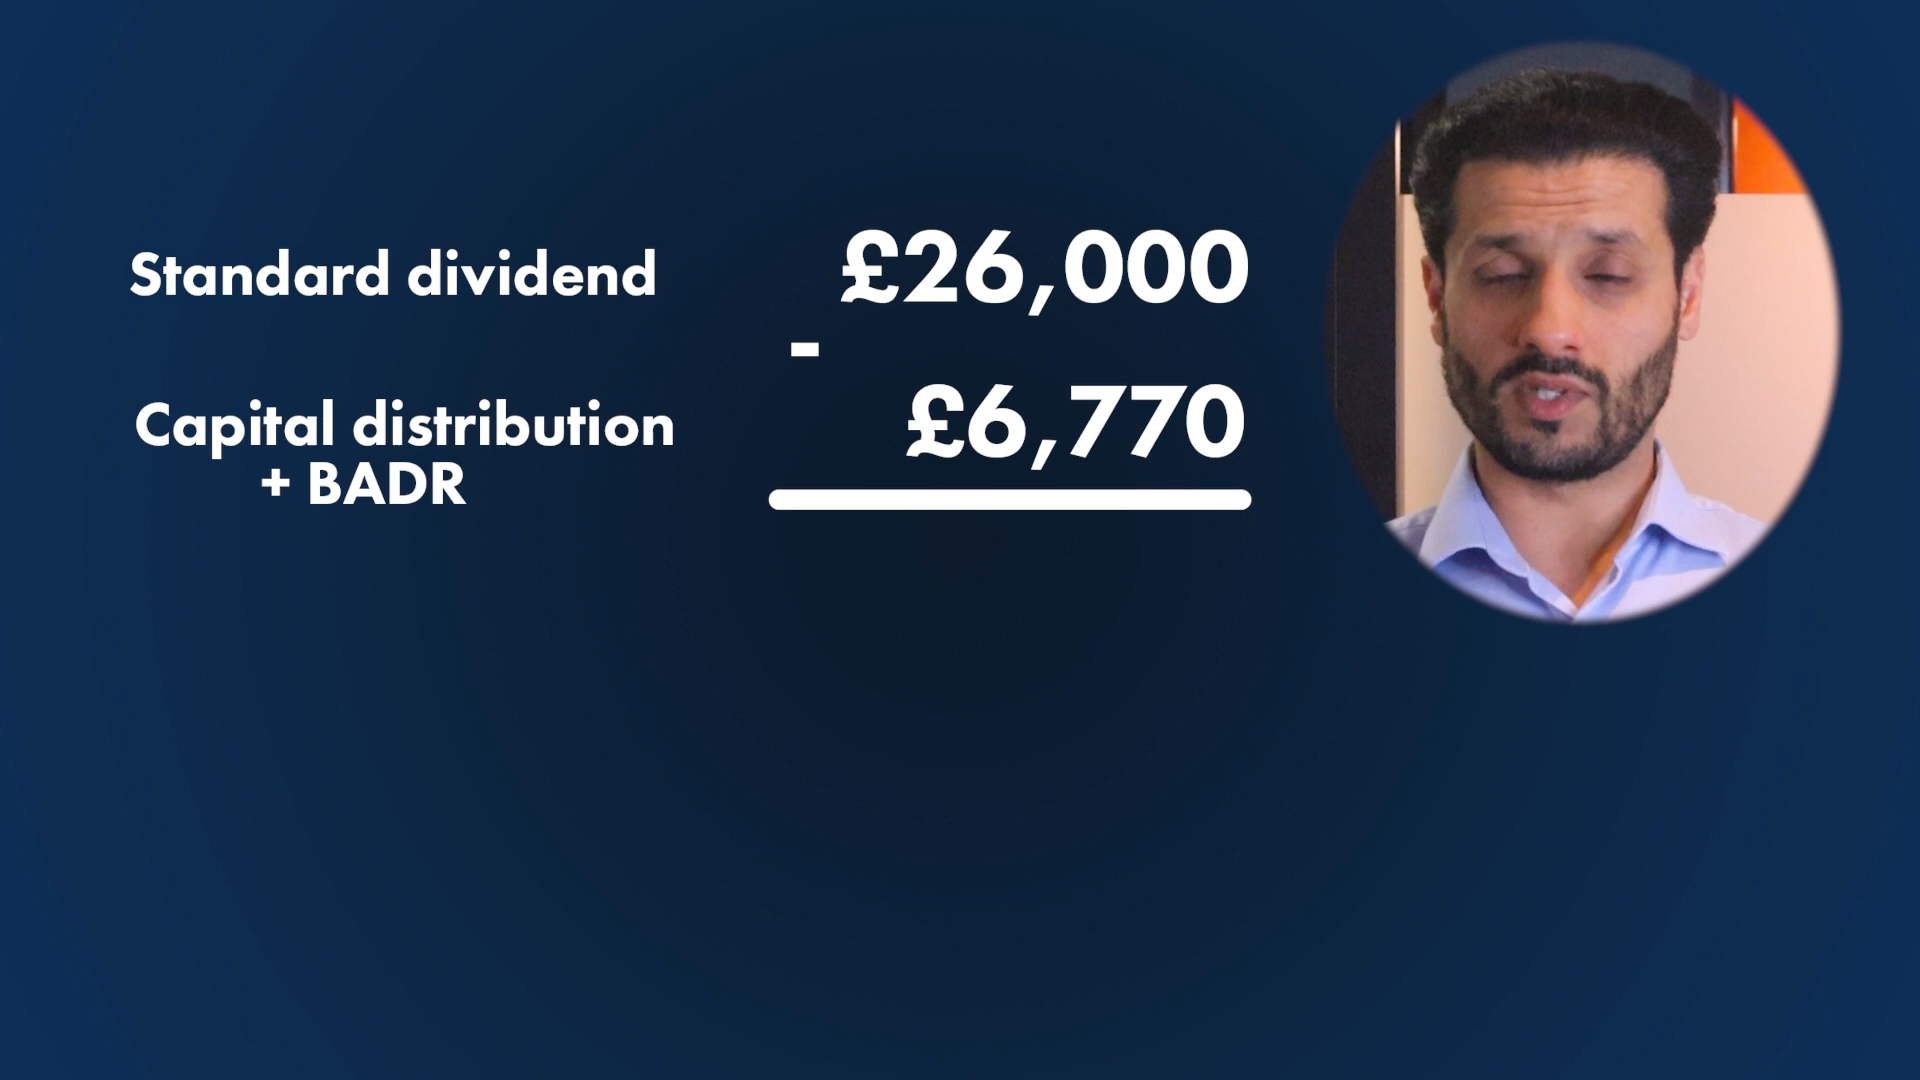 Standard dividend £26,000
-
Capital distribution £6,770
+ BADR